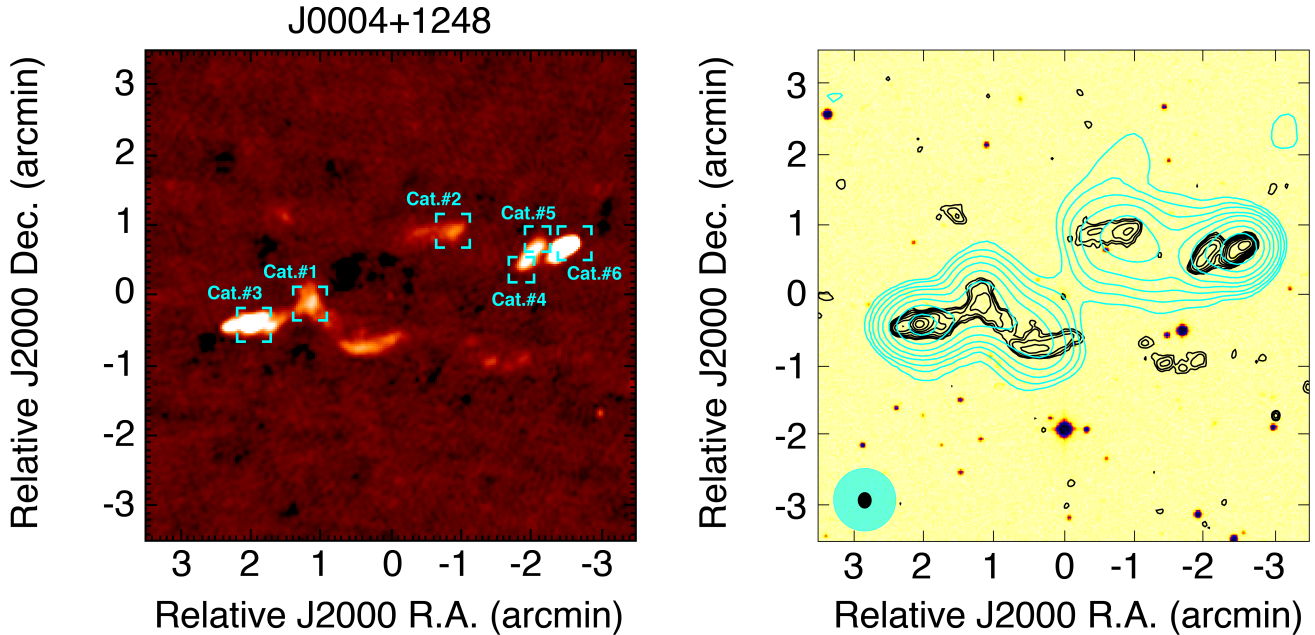 J0004+1248
Relative J2000 Dec. (arcmin)
3
2
1
0
-1
-2
-3
Cat.#2
Cat.#5
Cat.#1
Cat.#6
Cat.#3
Cat.#4
3 2 1 0 -1 -2 -3
Relative J2000 R.A. (arcmin)
Relative J2000 Dec. (arcmin)
3
2
1
0
-1
-2
-3
3 2 1 0 -1 -2 -3
Relative J2000 R.A. (arcmin)